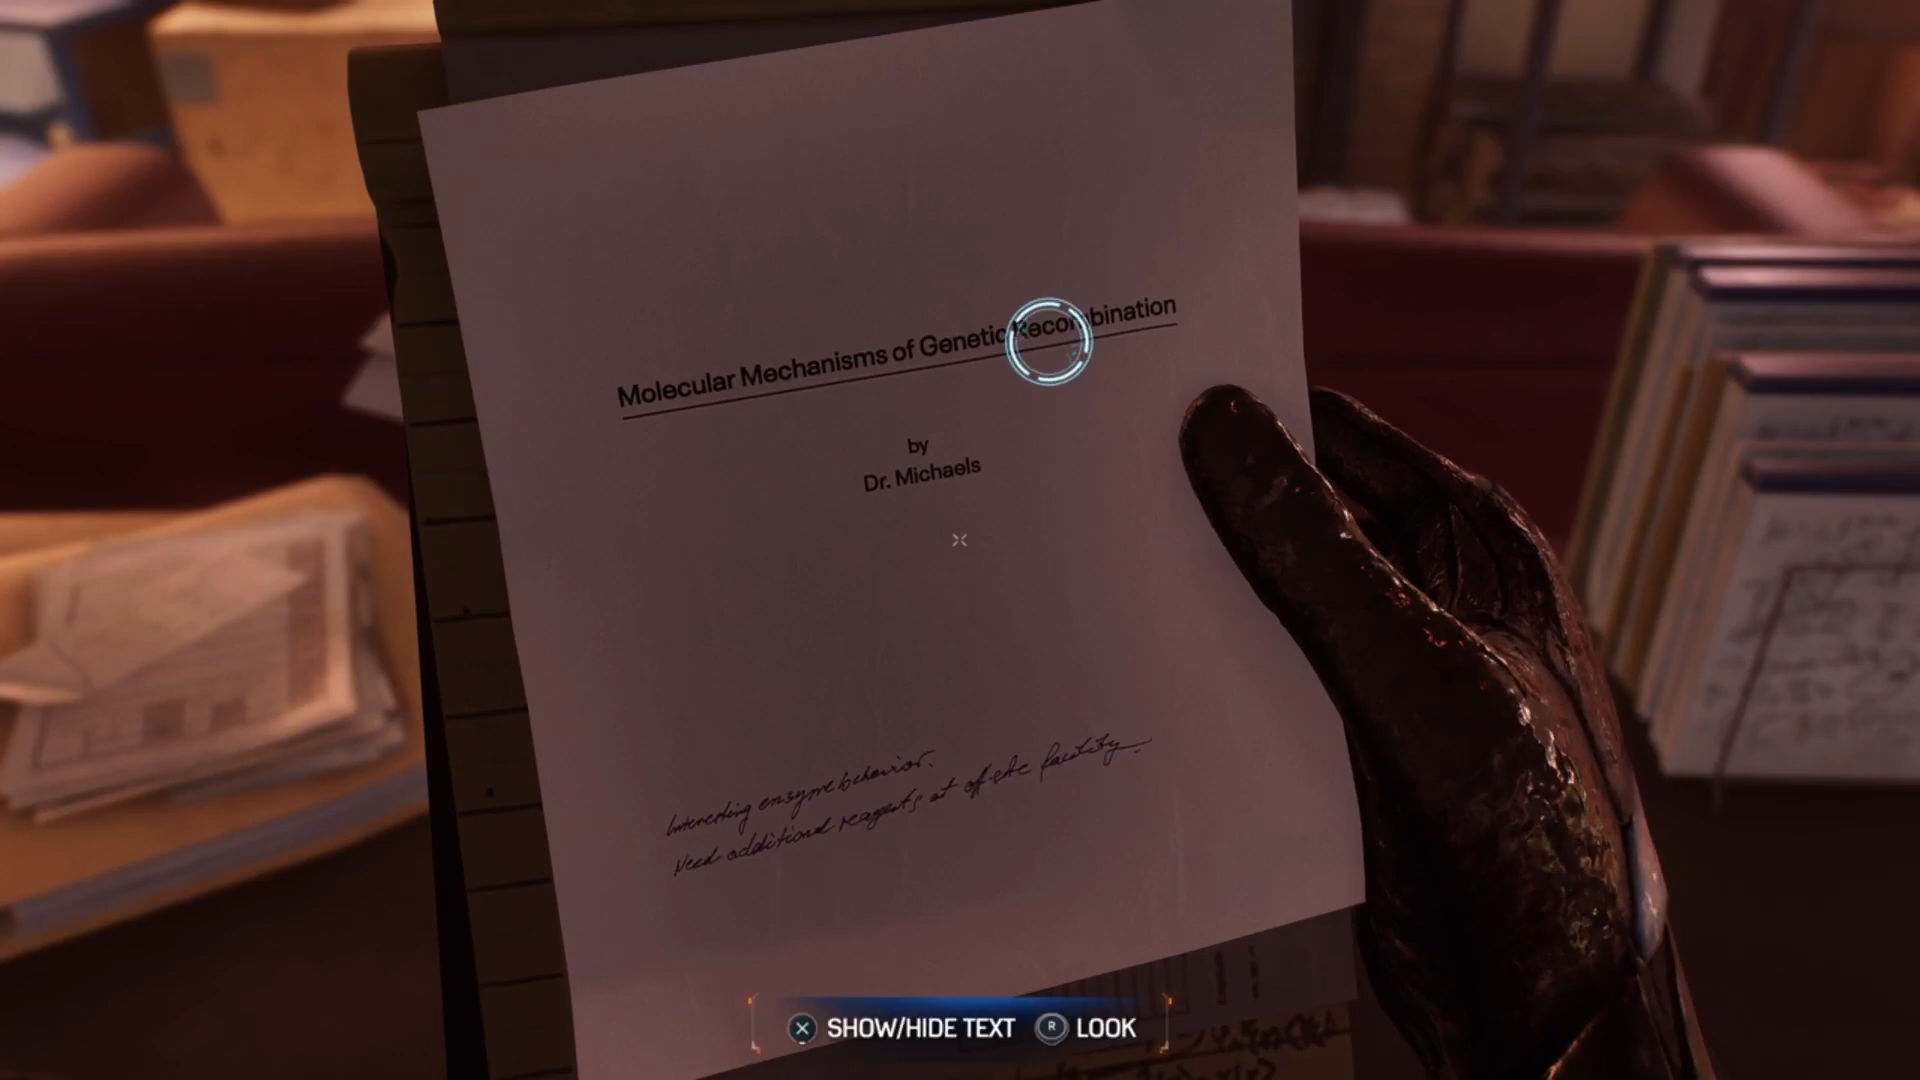 Molecular Mechanisms of Genetic Recombination
by
Dr. Michaels
Interesting enzyme behavior.
Need additional reagents at off-site facility.
SHOW/HIDE TEXT R LOOK